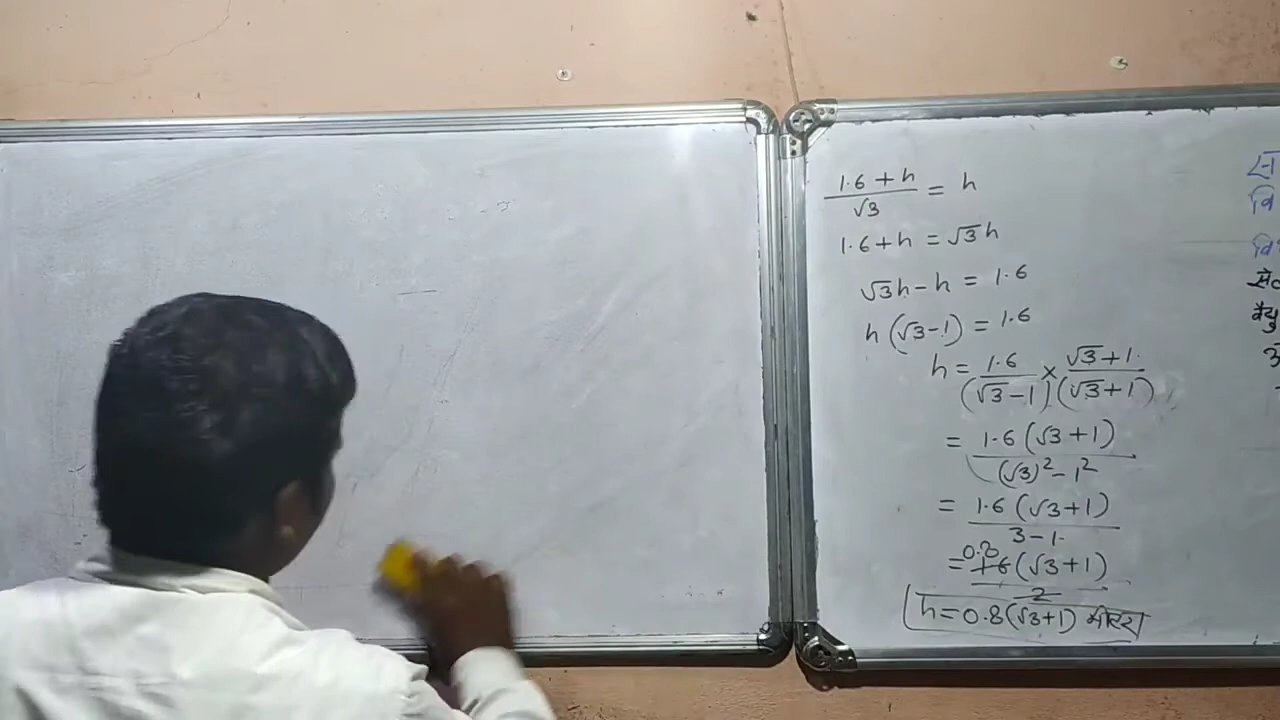 (1.6 + h)/√3 = h
1.6 + h = √3 h
√3 h - h = 1.6
h (√3 - 1) = 1.6
h = 1.6/(√3 - 1) × (√3 + 1)/(√3 + 1)
= 1.6 (√3 + 1)/((√3)² - 1²)
= 1.6 (√3 + 1)/(3 - 1)
0.8
= 1.6 (√3 + 1)/2
h = 0.8 (√3 + 1) मीटर
वि
वि